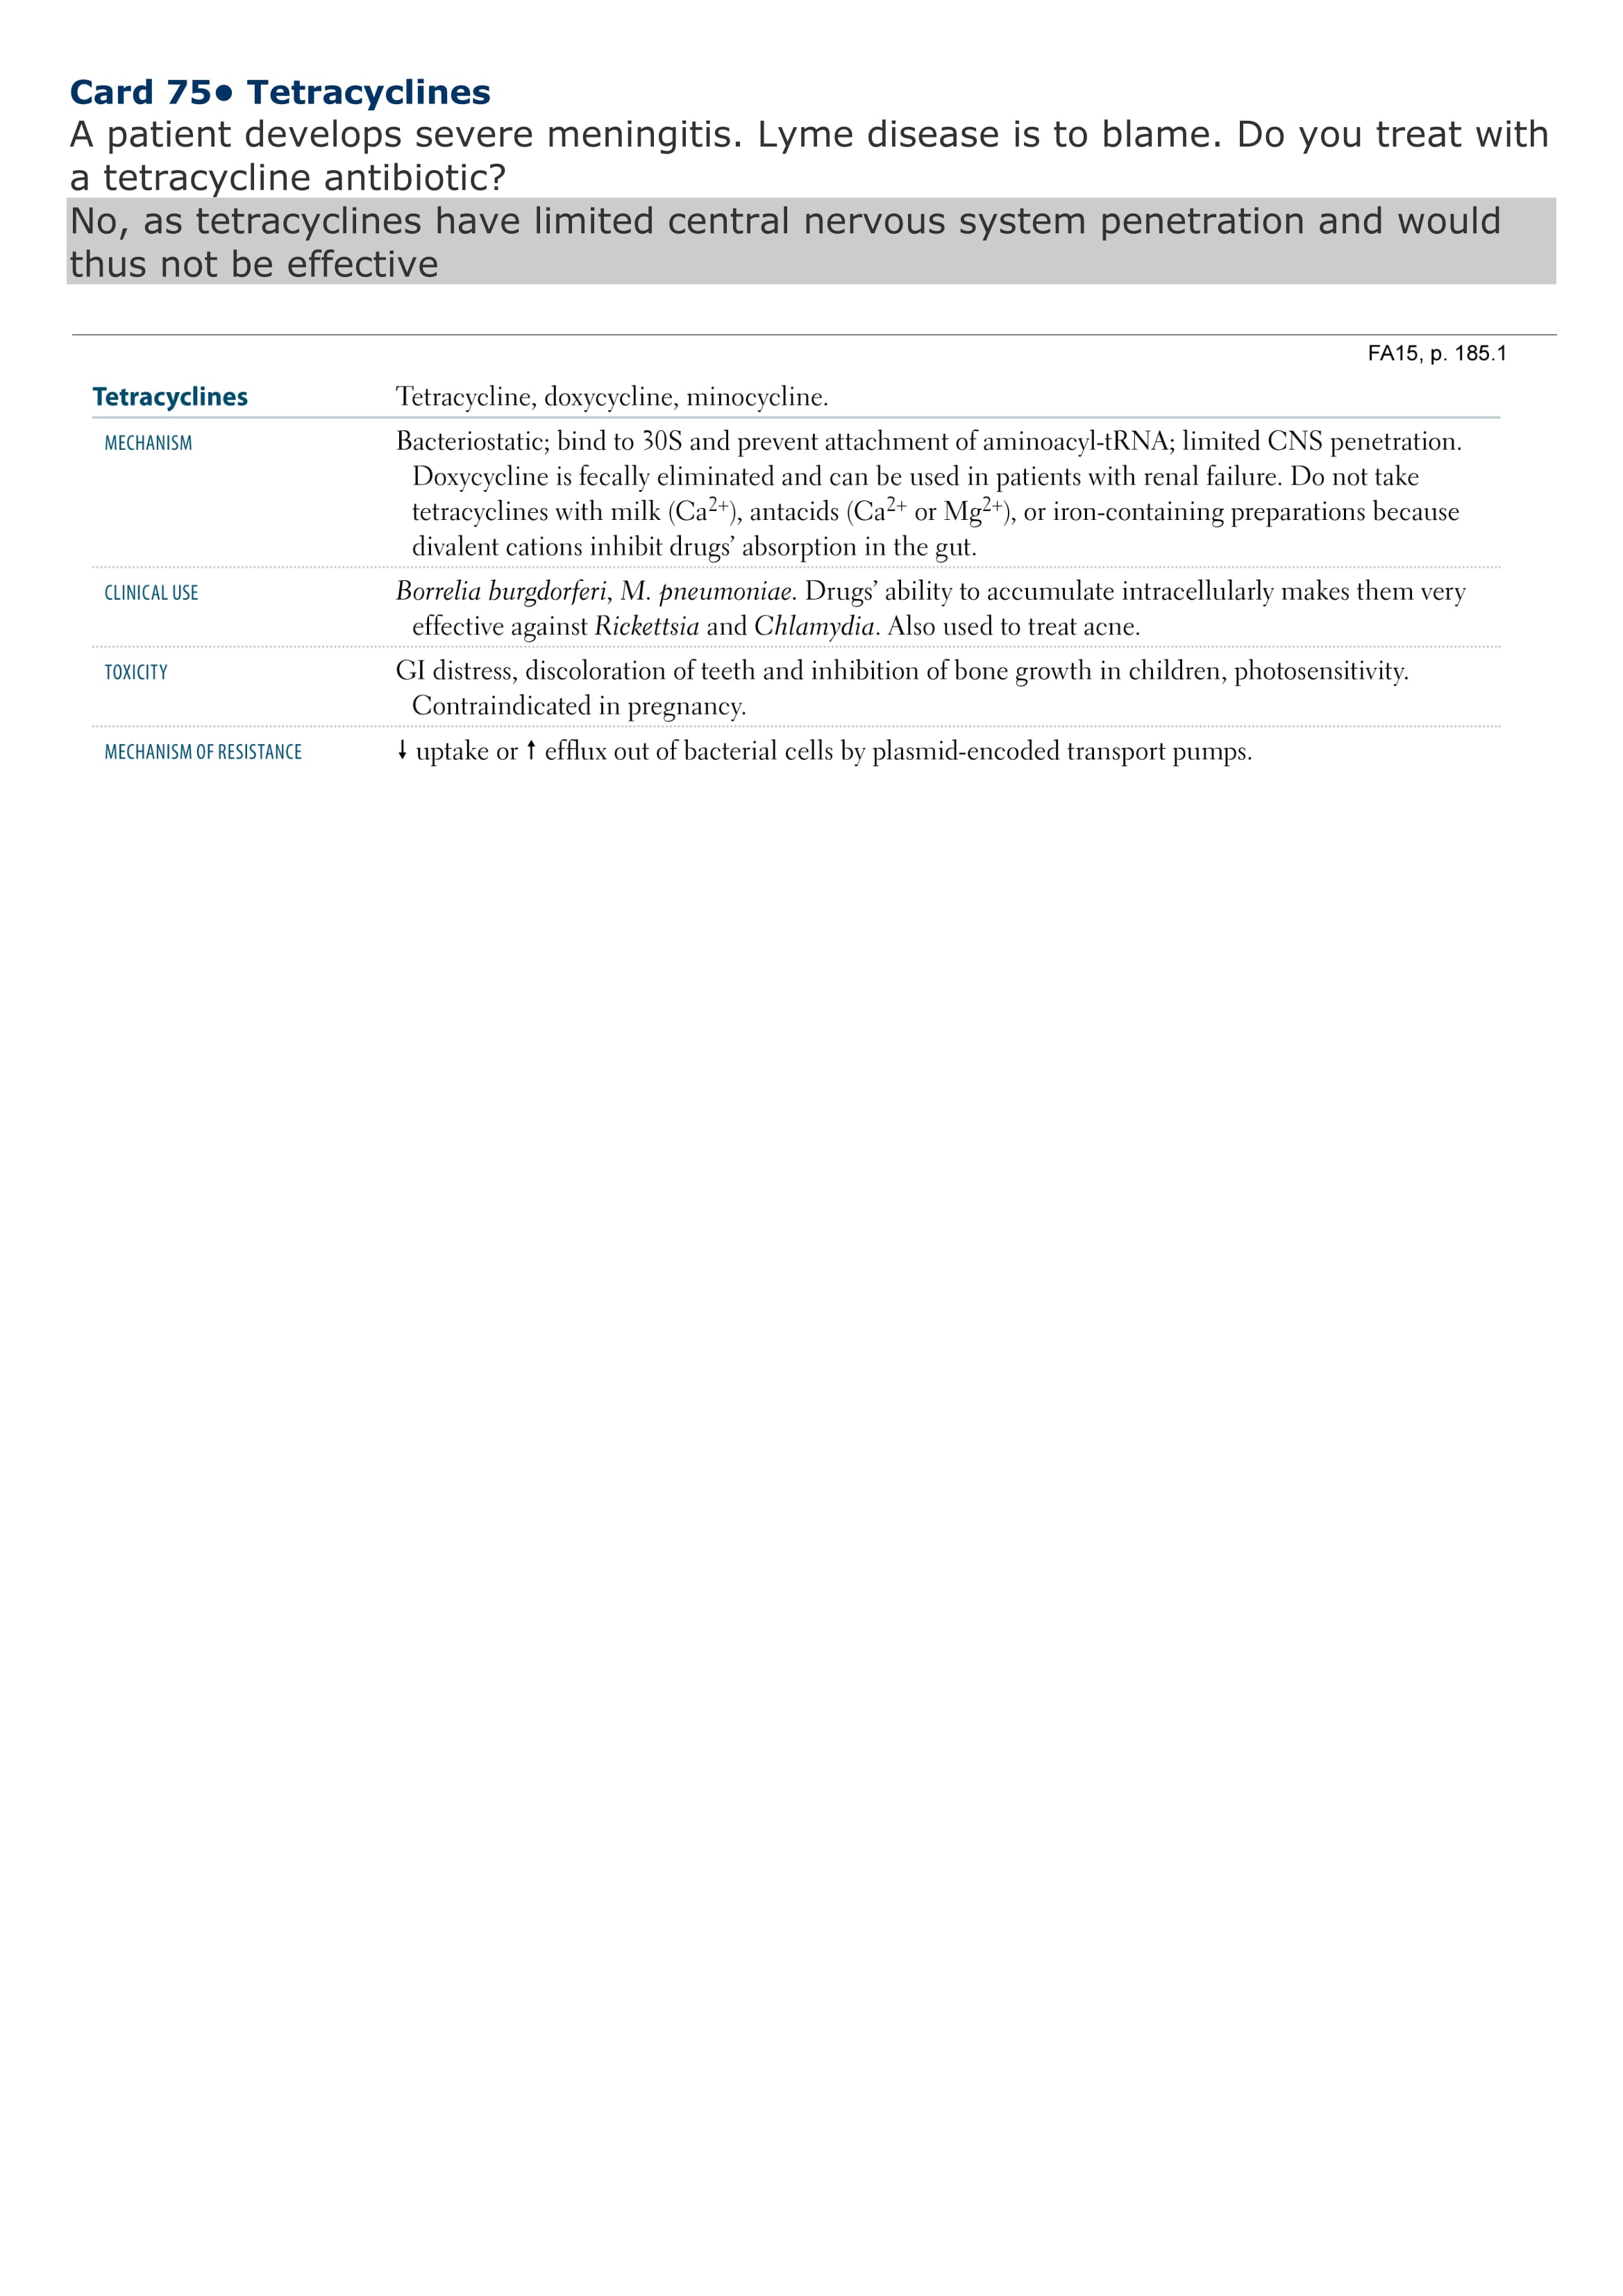 Card 75● Tetracyclines
A patient develops severe meningitis. Lyme disease is to blame. Do you treat with
a tetracycline antibiotic?
No, as tetracyclines have limited central nervous system penetration and would
thus not be effective
FA15, p. 185.1
Tetracyclines Tetracycline, doxycycline, minocycline.
MECHANISM Bacteriostatic; bind to 30S and prevent attachment of aminoacyl-tRNA; limited CNS penetration.
Doxycycline is fecally eliminated and can be used in patients with renal failure. Do not take
tetracyclines with milk (Ca2+), antacids (Ca2+ or Mg2+), or iron-containing preparations because
divalent cations inhibit drugs’ absorption in the gut.
CLINICAL USE Borrelia burgdorferi, M. pneumoniae. Drugs’ ability to accumulate intracellularly makes them very
effective against Rickettsia and Chlamydia. Also used to treat acne.
TOXICITY GI distress, discoloration of teeth and inhibition of bone growth in children, photosensitivity.
Contraindicated in pregnancy.
MECHANISM OF RESISTANCE ↓ uptake or ↑ efflux out of bacterial cells by plasmid-encoded transport pumps.